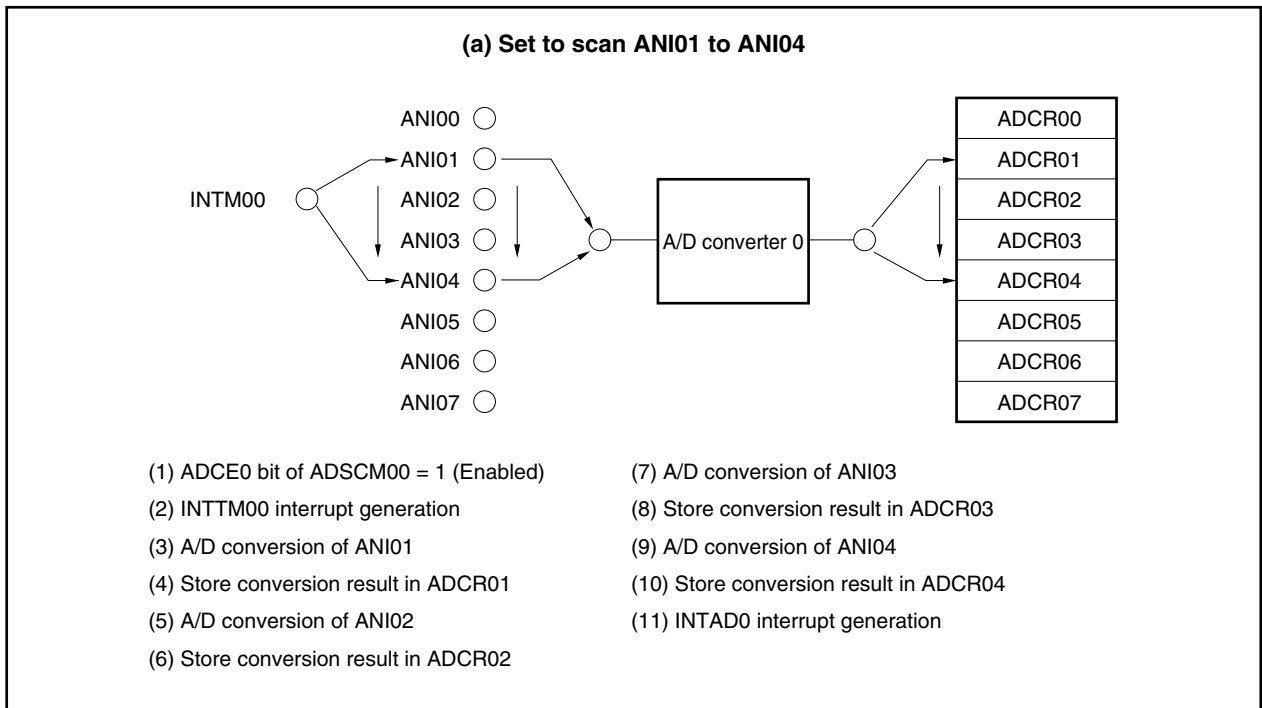 (a) Set to scan ANI01 to ANI04
INTM00
ANI00
ANI01
ANI02
ANI03
ANI04
ANI05
ANI06
ANI07
A/D converter 0
ADCR00
ADCR01
ADCR02
ADCR03
ADCR04
ADCR05
ADCR06
ADCR07
(1) ADCE0 bit of ADSCM00 = 1 (Enabled)
(2) INTTM00 interrupt generation
(3) A/D conversion of ANI01
(4) Store conversion result in ADCR01
(5) A/D conversion of ANI02
(6) Store conversion result in ADCR02
(7) A/D conversion of ANI03
(8) Store conversion result in ADCR03
(9) A/D conversion of ANI04
(10) Store conversion result in ADCR04
(11) INTAD0 interrupt generation